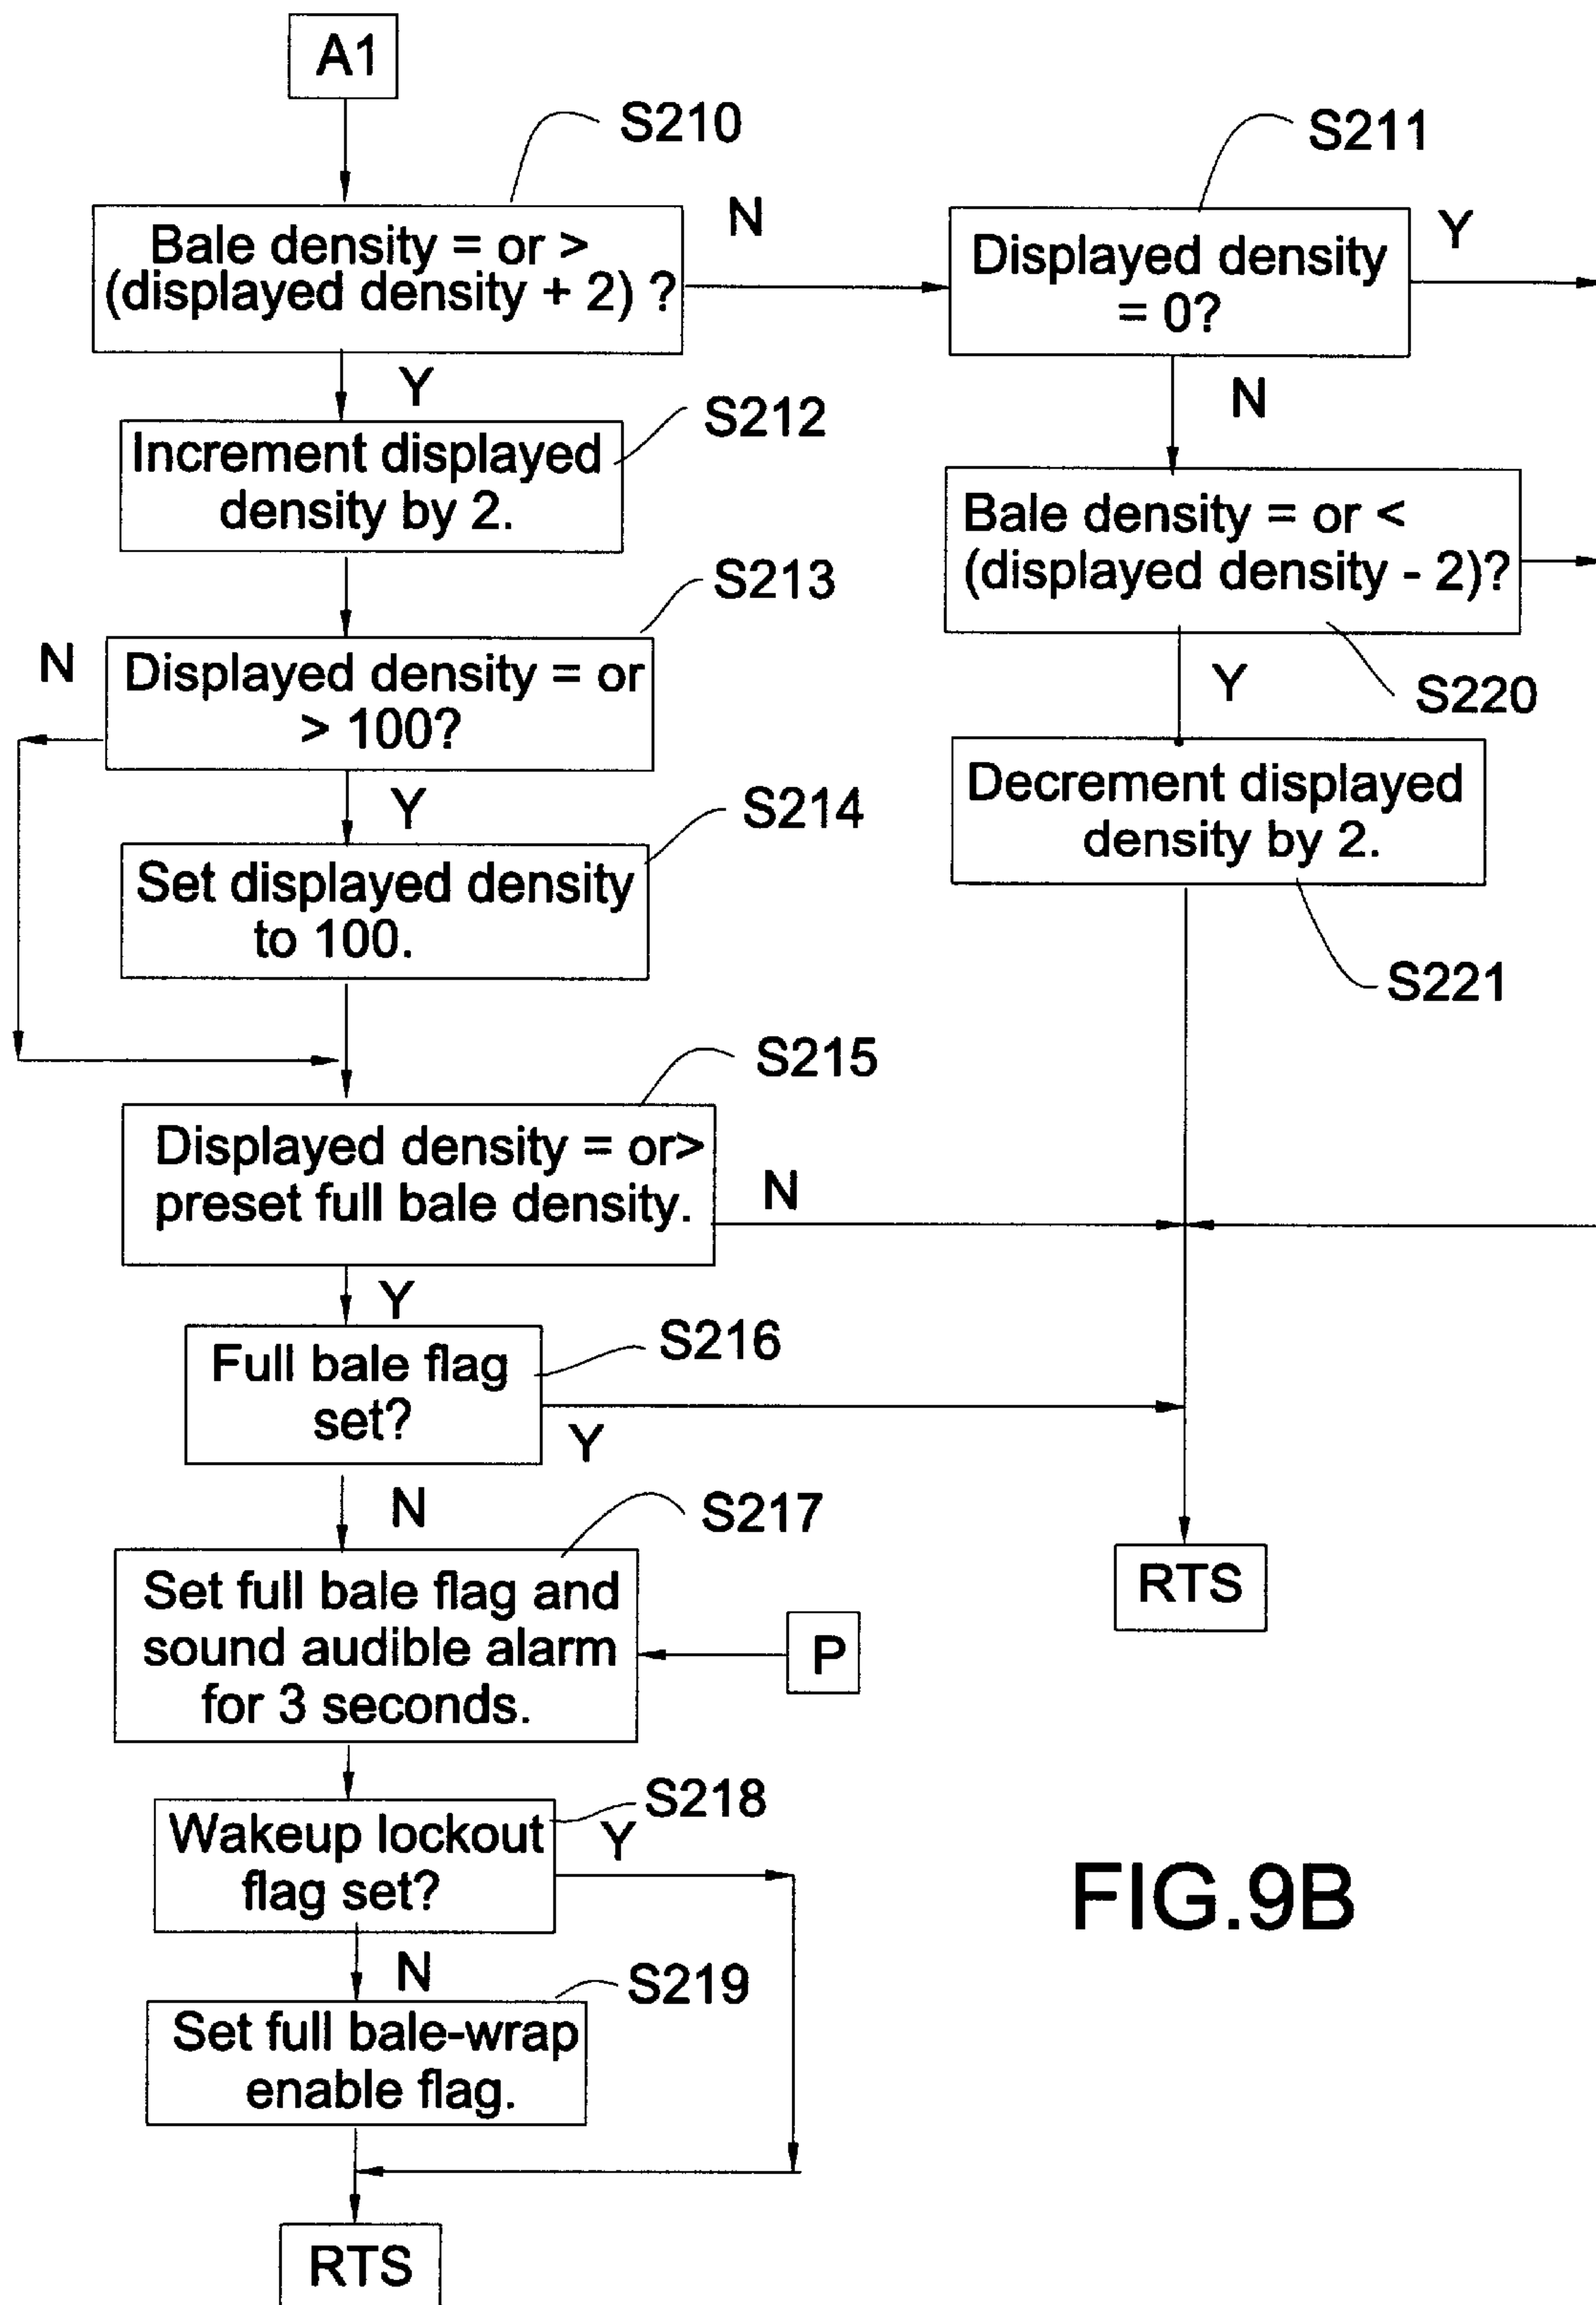 A1
S210
Bale density = or >
(displayed density + 2) ?
N
S211
Displayed density
= 0?
Y
Y
N
S212
Increment displayed
density by 2.
Bale density = or <
(displayed density - 2)?
S220
Y
S213
N
Displayed density = or
> 100?
Y
S214
Set displayed density
to 100.
Decrement displayed
density by 2.
S221
S215
Displayed density = or>
preset full bale density.
N
Y
S216
Full bale flag
set?
Y
N
S217
Set full bale flag and
sound audible alarm
for 3 seconds.
P
RTS
S218
Wakeup lockout
flag set?
Y
N
S219
Set full bale-wrap
enable flag.
RTS
FIG.9B